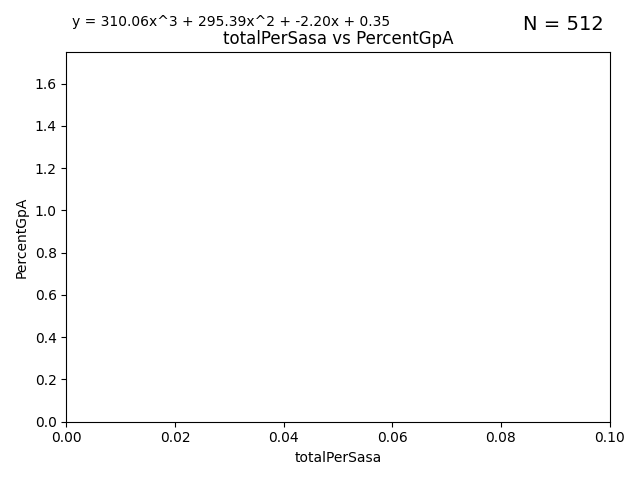 y = 310.06x^3 + 295.39x^2 + -2.20x + 0.35
N = 512
totalPerSasa vs PercentGpA
PercentGpA
1.6
1.4
1.2
1.0
0.8
0.6
0.4
0.2
0.0
0.00 0.02 0.04 0.06 0.08 0.10
totalPerSasa